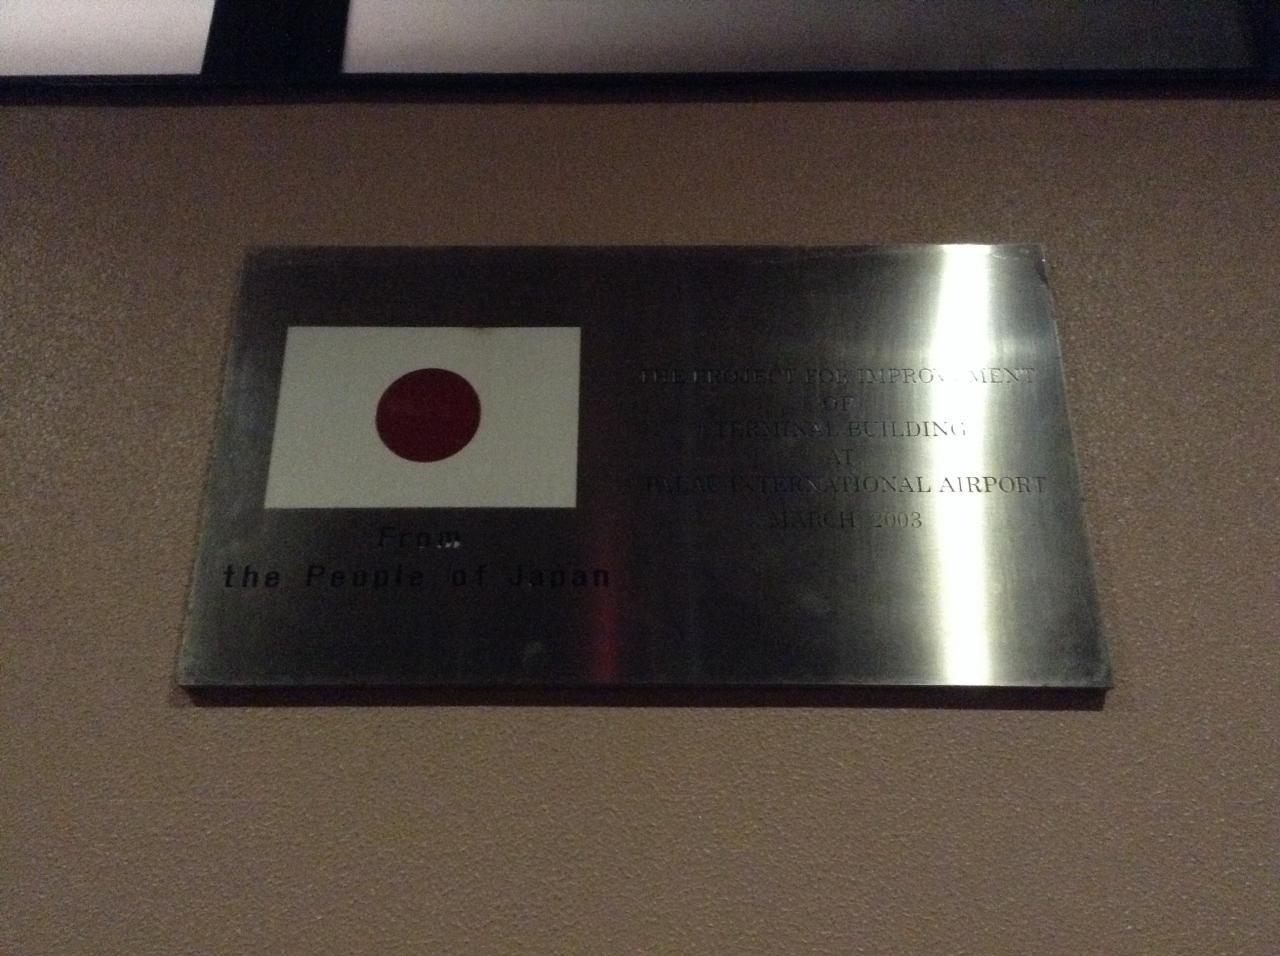 From
the People of Japan
THE PROJECT FOR IMPROVEMENT
OF
TERMINAL BUILDING
AT
PALAU INTERNATIONAL AIRPORT
MARCH 2003